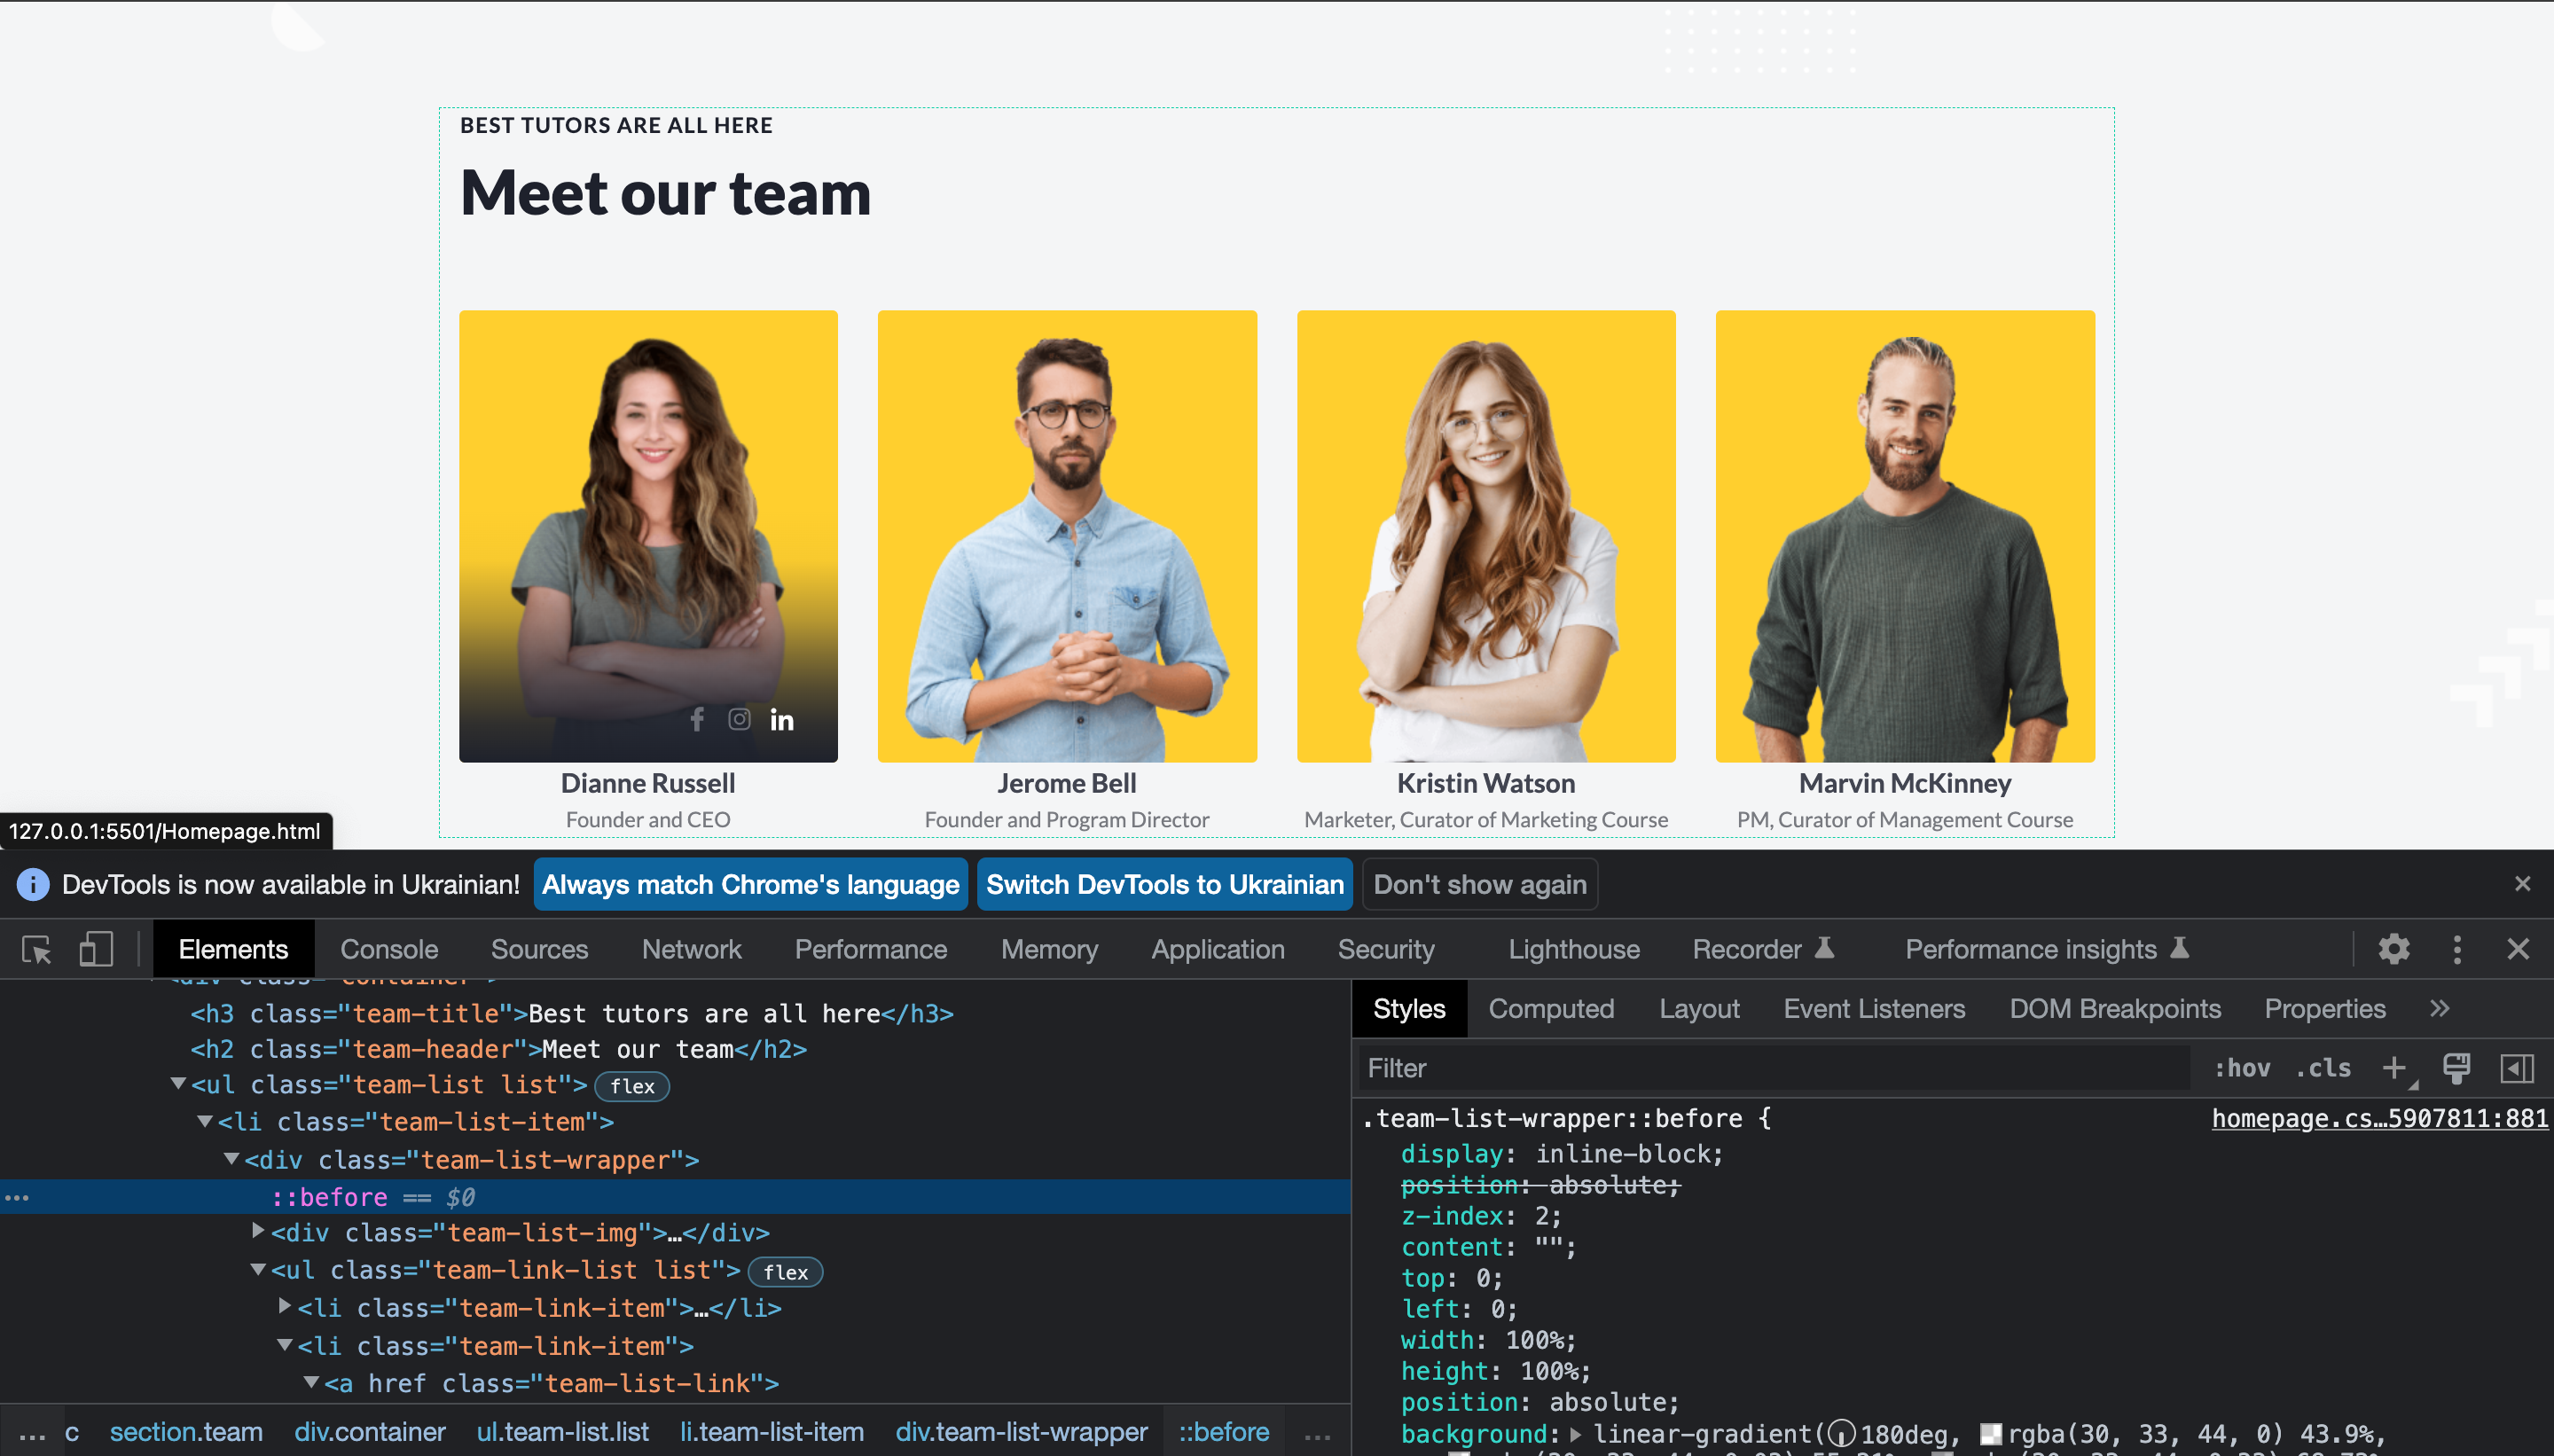 BEST TUTORS ARE ALL HERE
Meet our team
in
Dianne Russell
Founder and CEO
Jerome Bell
Founder and Program Director
Kristin Watson
Marketer, Curator of Marketing Course
Marvin McKinney
PM, Curator of Management Course
127.0.0.1:5501/Homepage.html
DevTools is now available in Ukrainian! Always match Chrome's language Switch DevTools to Ukrainian Don't show again
Elements Console Sources Network Performance Memory Application Security Lighthouse Recorder Performance insights
<h3 class="team-title">Best tutors are all here</h3>
<h2 class="team-header">Meet our team</h2>
<ul class="team-list list"> flex
<li class="team-list-item">
<div class="team-list-wrapper">
::before == $0
<div class="team-list-img">…</div>
<ul class="team-link-list list"> flex
<li class="team-link-item">…</li>
<li class="team-link-item">
<a href class="team-list-link">
... c section.team div.container ul.team-list.list li.team-list-item div.team-list-wrapper ::before ...
Styles Computed Layout Event Listeners DOM Breakpoints Properties »
Filter :hov .cls +
.team-list-wrapper::before { homepage.cs…5907811:881
display: inline-block;
position: absolute;
z-index: 2;
content: "";
top: 0;
left: 0;
width: 100%;
height: 100%;
position: absolute;
background: linear-gradient(180deg, rgba(30, 33, 44, 0) 43.9%,